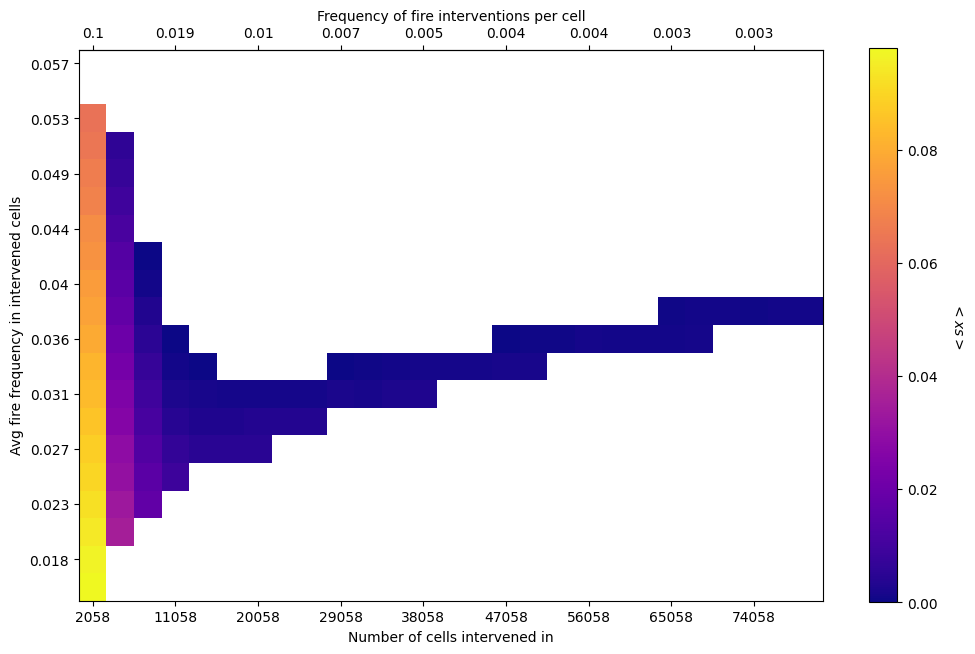 Frequency of fire interventions per cell
0.1 0.019 0.01 0.007 0.005 0.004 0.004 0.003 0.003
0.057
0.053
0.049
0.044
0.04
0.036
0.031
0.027
0.023
0.018
Avg fire frequency in intervened cells
2058 11058 20058 29058 38058 47058 56058 65058 74058
Number of cells intervened in
0.08
0.06
0.04
0.02
0.00
< sx >